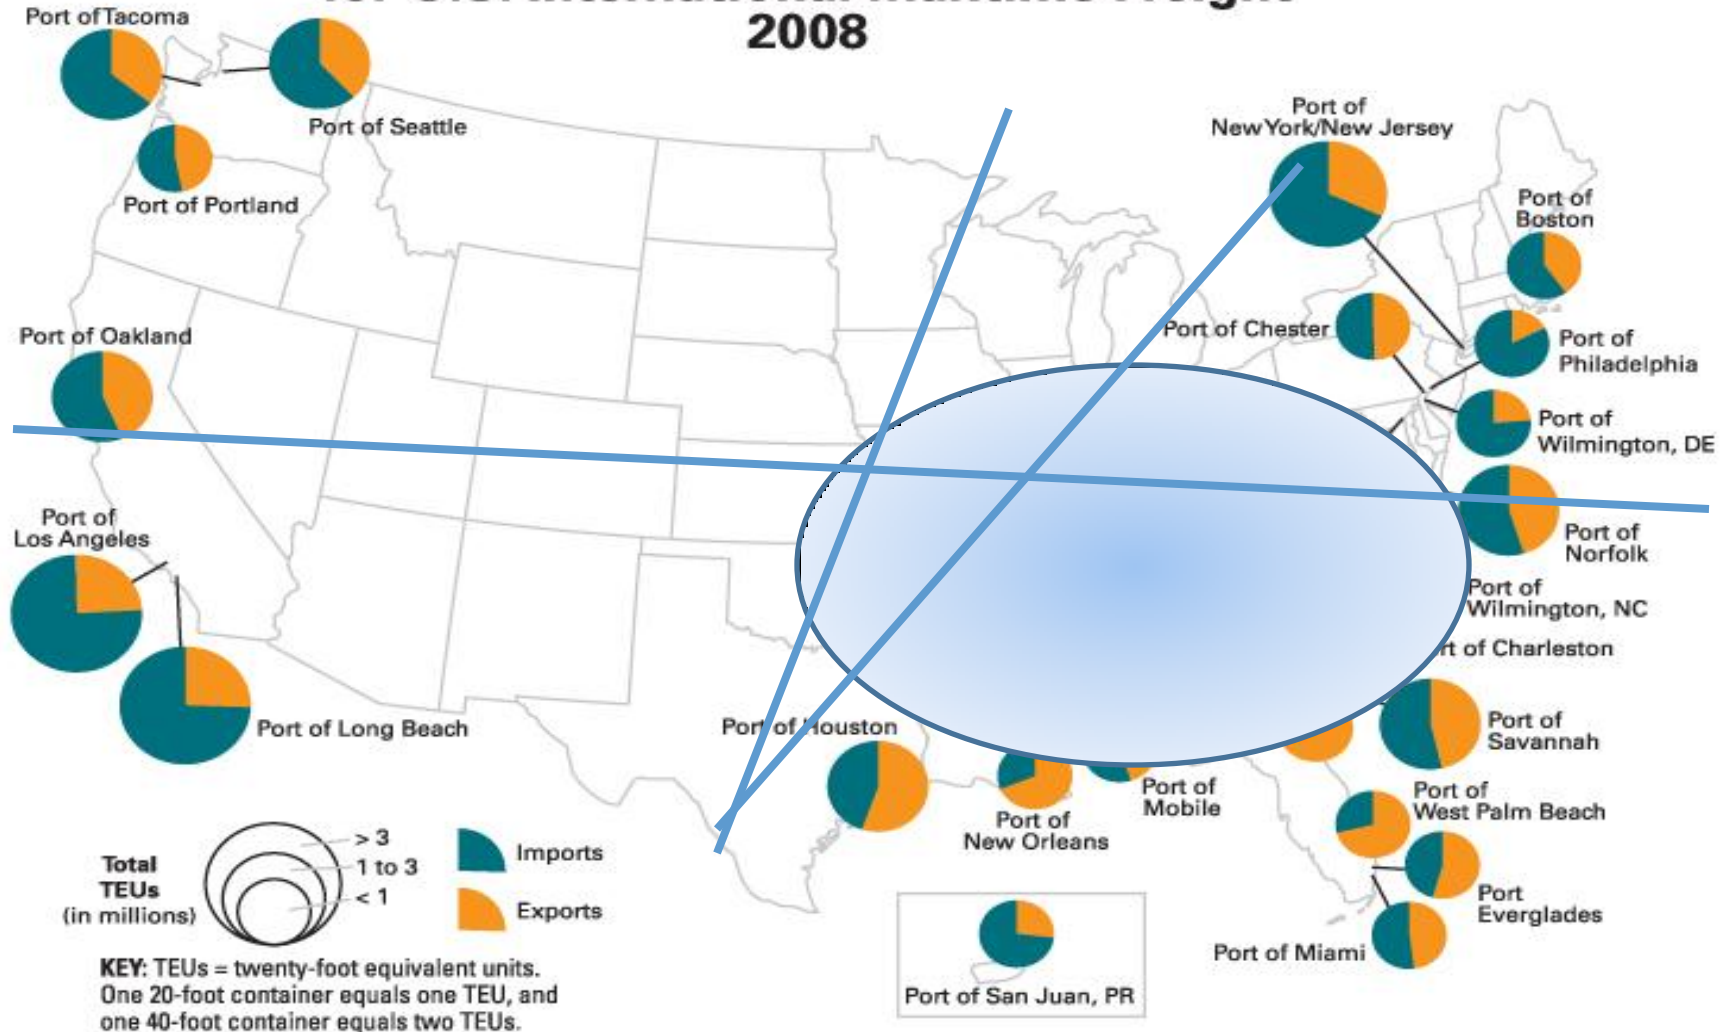 for U.S. International Maritime Freight
2008
Port of Tacoma
Port of Seattle
Port of Portland
Port of
New York/New Jersey
Port of
Boston
Port of Oakland
Port of Chester
Port of
Philadelphia
Port of
Wilmington, DE
Port of
Los Angeles
Port of
Norfolk
Port of
Wilmington, NC
rt of Charleston
Port of Long Beach
Port of Houston
Port of
Savannah
Port of
Mobile
Port of
West Palm Beach
Port of
New Orleans
Port
Everglades
Port of Miami
Port of San Juan, PR
Total
TEUs
(in millions)
> 3
1 to 3
< 1
Imports
Exports
KEY: TEUs = twenty-foot equivalent units.
One 20-foot container equals one TEU, and
one 40-foot container equals two TEUs.